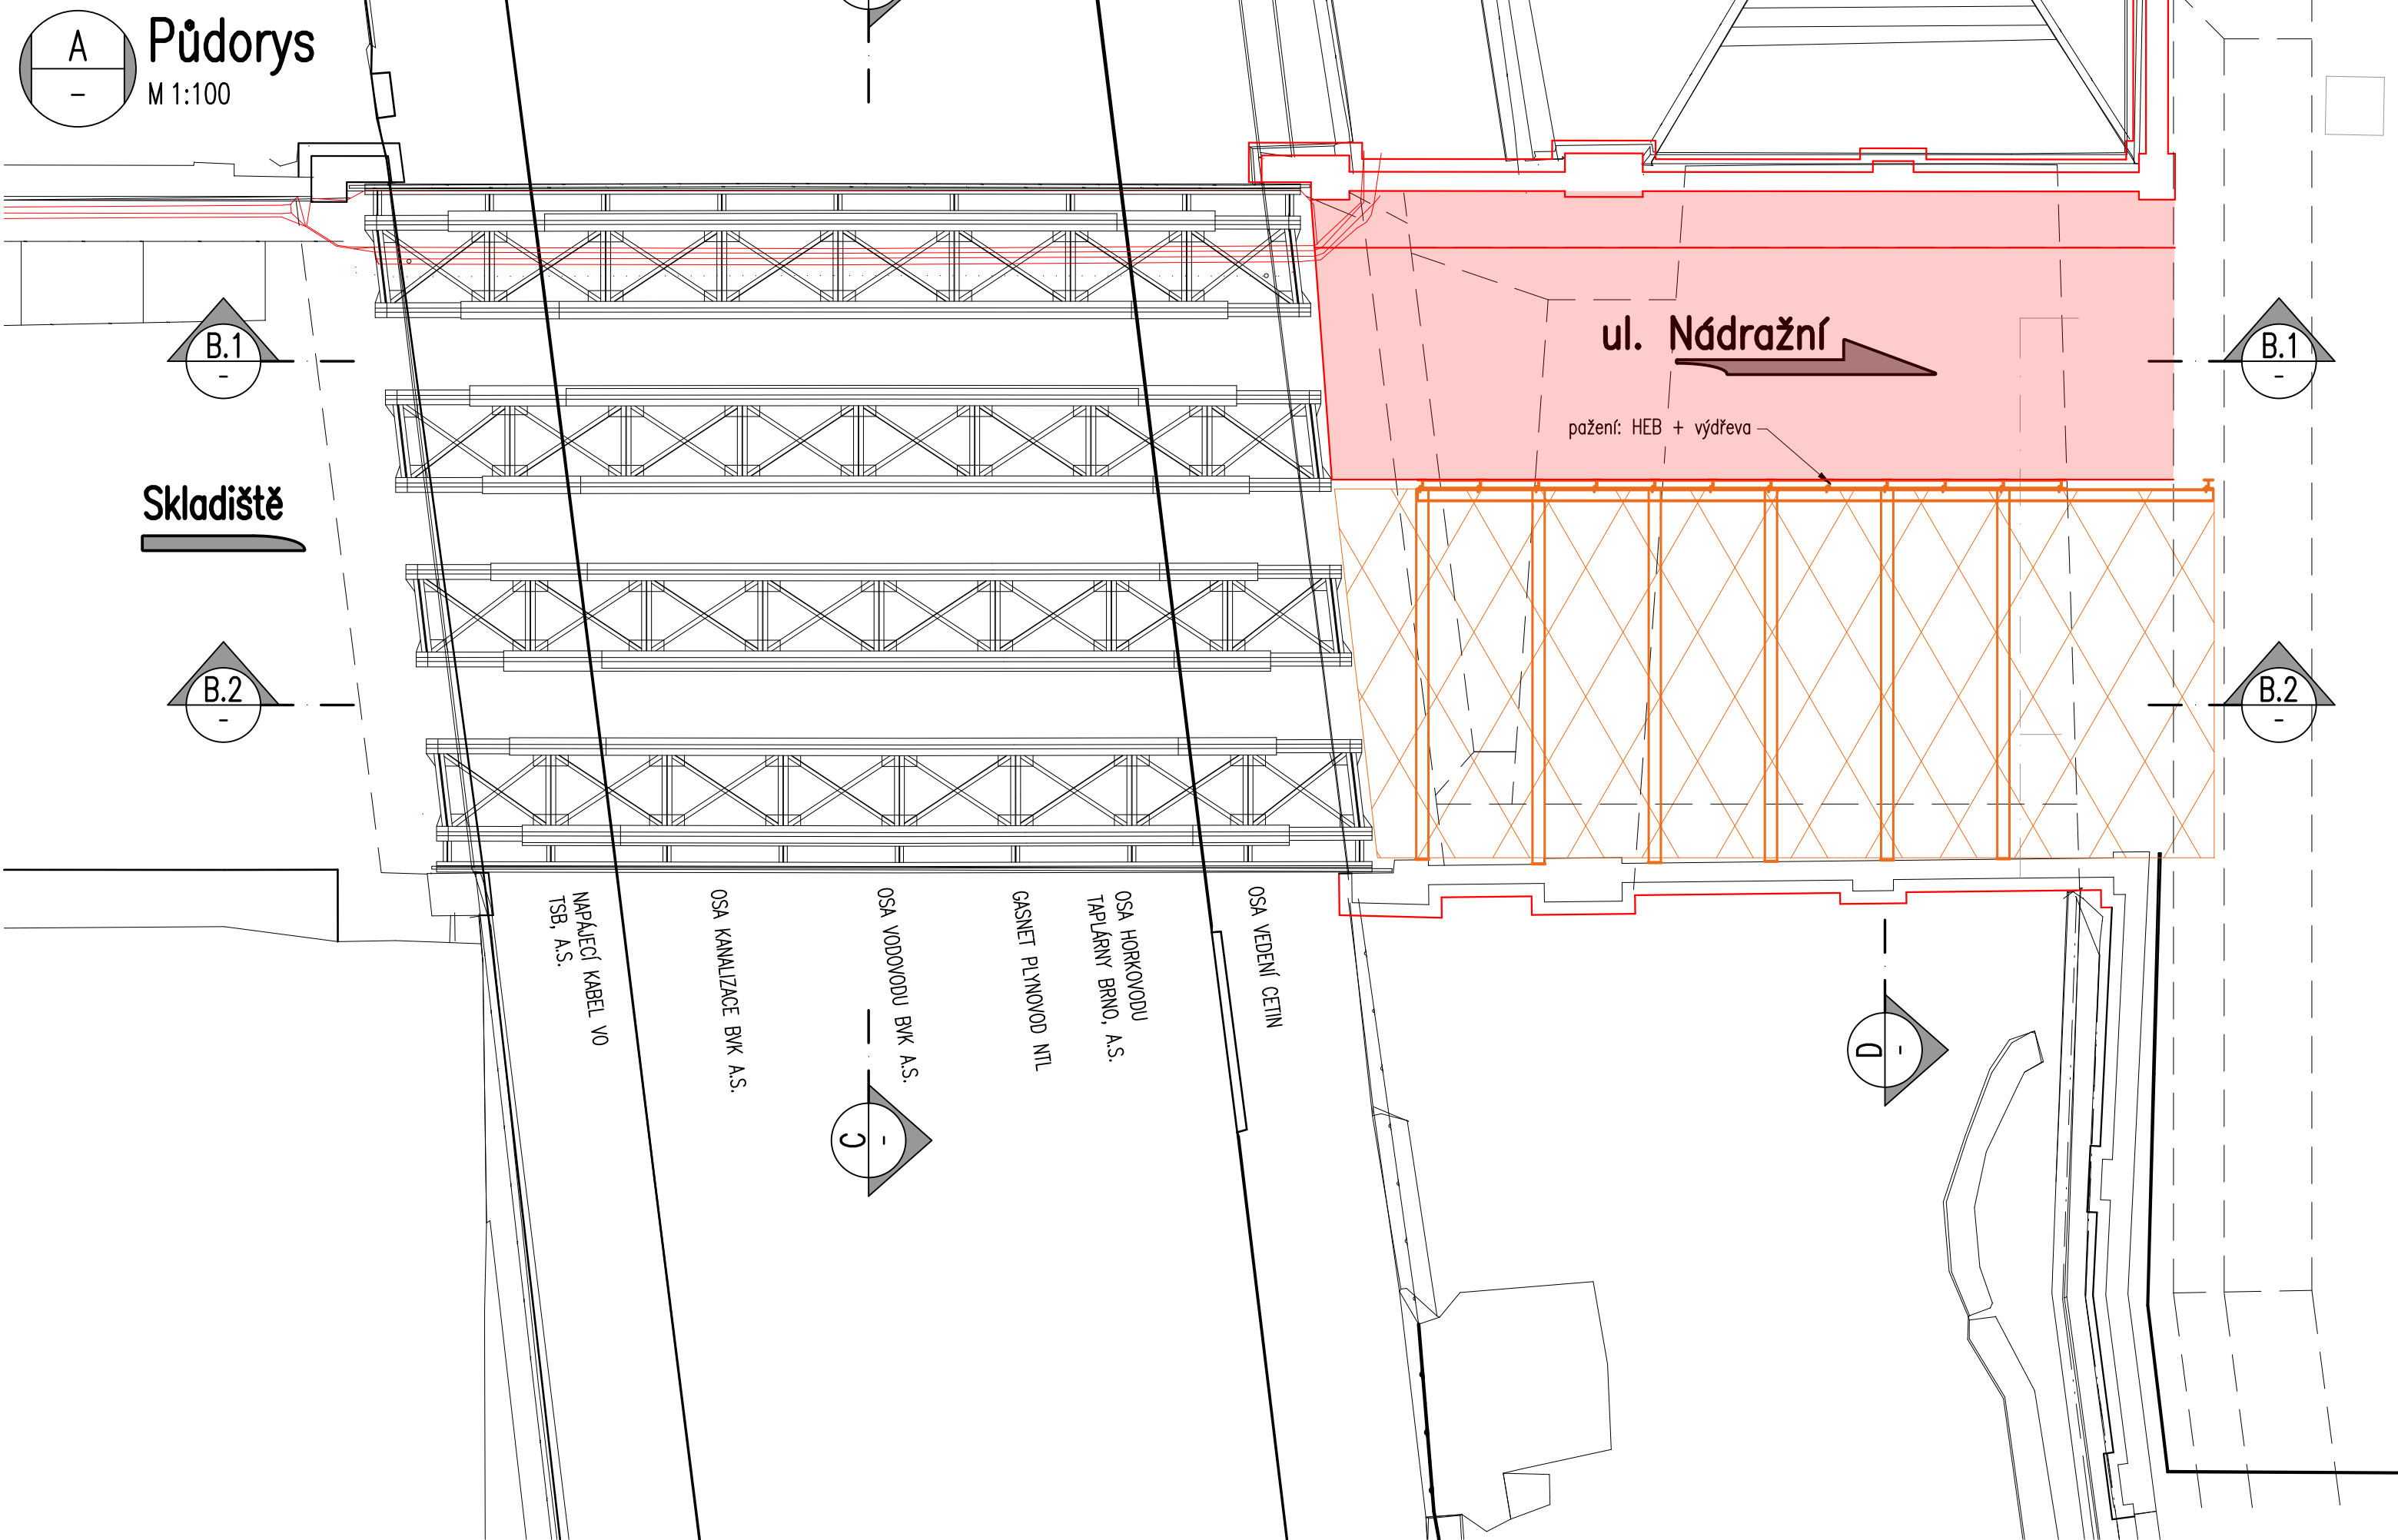 A
-
Půdorys
M 1:100
B.1
-
B.1
-
ul. Nádražní
pažení: HEB + výdřeva
Skladiště
B.2
-
B.2
-
NAPÁJECÍ KABEL VO
TSB, A.S.
OSA KANALIZACE BVK A.S.
OSA VODOVODU BVK A.S.
GASNET PLYNOVOD NTL
OSA HORKOVODU
TAPLÁRNY BRNO, A.S.
OSA VEDENÍ CETIN
C
-
D
-